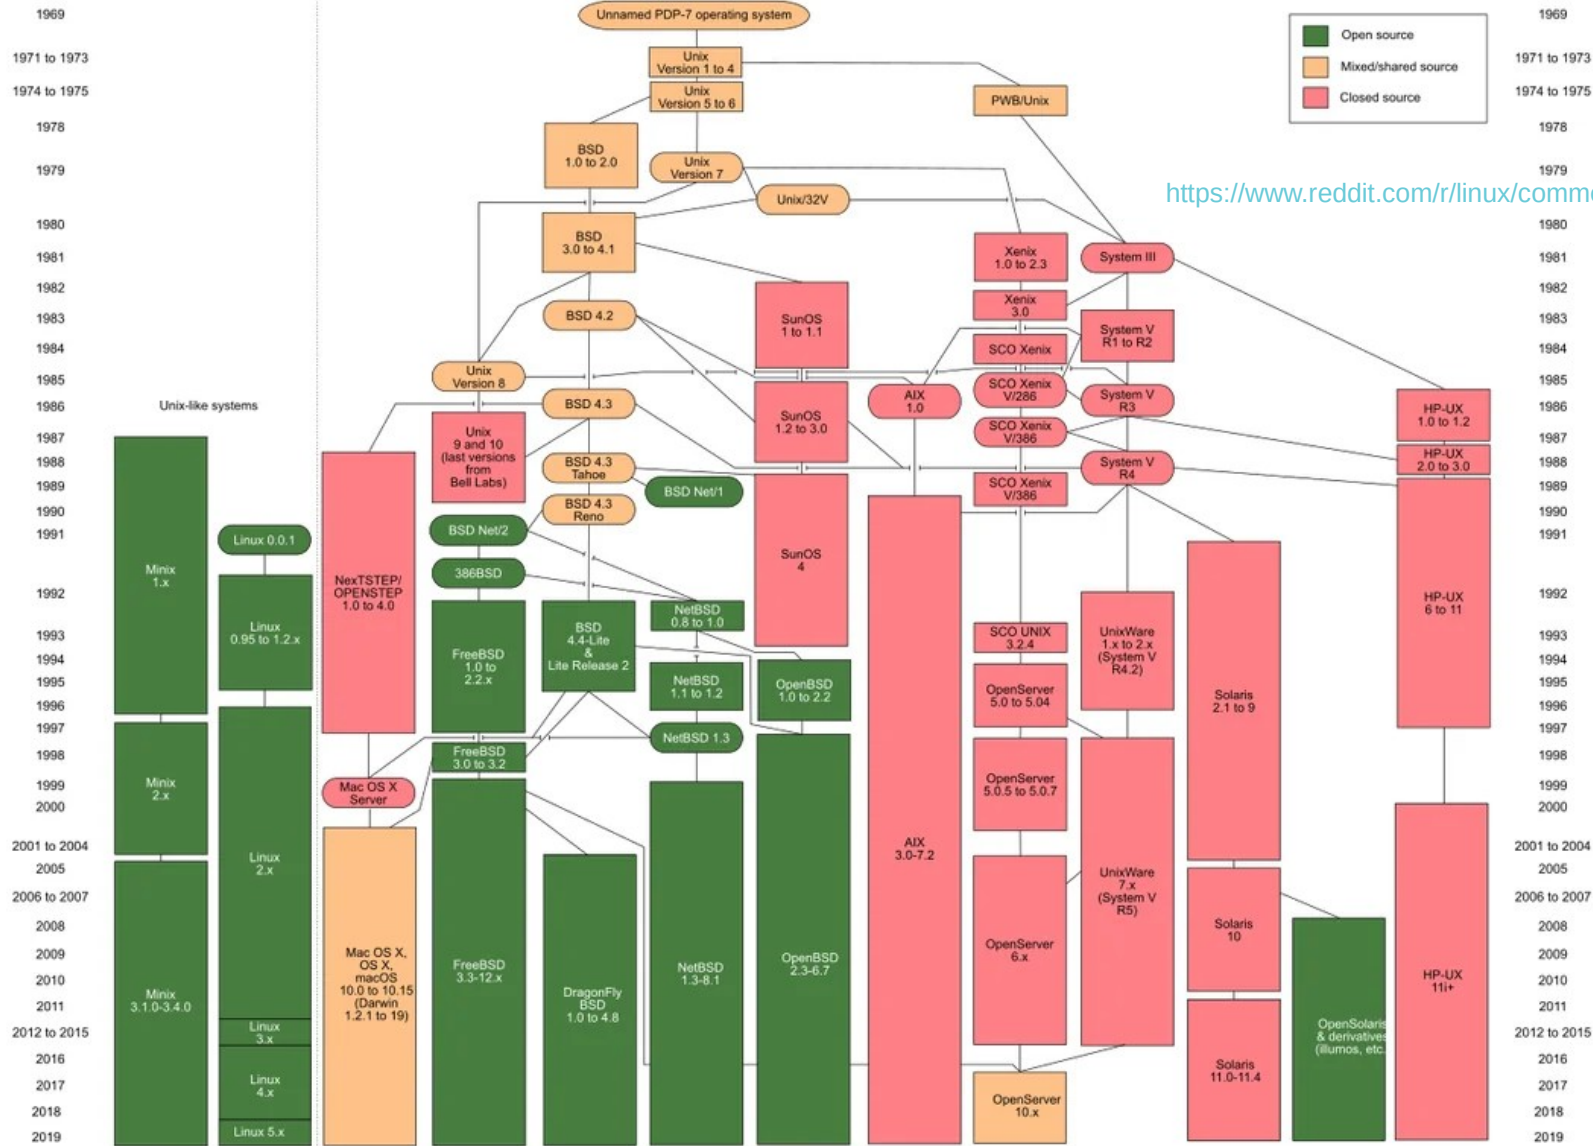 1969
Unnamed PDP-7 operating system
1969
Open source
Mixed/shared source
Closed source
1971 to 1973
Unix
Version 1 to 4
1971 to 1973
1974 to 1975
Unix
Version 5 to 6
PWB/Unix
1974 to 1975
1978
1978
BSD
1.0 to 2.0
1979
Unix
Version 7
1979
Unix/32V
https://www.reddit.com/r/linux/comm
1980
1980
BSD
3.0 to 4.1
Xenix
1.0 to 2.3
System III
1981
1981
1982
1982
Xenix
3.0
1983
BSD 4.2
SunOS
1 to 1.1
System V
R1 to R2
1983
1984
SCO Xenix
1984
1985
Unix
Version 8
SCO Xenix
V/286
1985
Unix-like systems
1986
BSD 4.3
AIX
1.0
System V
R3
1986
HP-UX
1.0 to 1.2
SunOS
1.2 to 3.0
1987
Unix
9 and 10
(last versions
from
Bell Labs)
SCO Xenix
V/386
1987
1988
BSD 4.3
Tahoe
System V
R4
HP-UX
2.0 to 3.0
1988
1989
BSD Net/1
SCO Xenix
V/386
1989
1990
BSD 4.3
Reno
1990
1991
Linux 0.0.1
BSD Net/2
1991
Minix
1.x
NexTSTEP/
OPENSTEP
1.0 to 4.0
386BSD
SunOS
4
1992
HP-UX
6 to 11
1992
NetBSD
0.8 to 1.0
1993
Linux
0.95 to 1.2.x
BSD
4.4-Lite
&
Lite Release 2
SCO UNIX
3.2.4
UnixWare
1.x to 2.x
(System V
R4.2)
1993
1994
FreeBSD
1.0 to
2.2.x
1994
1995
NetBSD
1.1 to 1.2
OpenBSD
1.0 to 2.2
OpenServer
5.0 to 5.04
Solaris
2.1 to 9
1995
1996
1996
1997
NetBSD 1.3
1997
1998
FreeBSD
3.0 to 3.2
1998
Minix
2.x
Mac OS X
Server
OpenServer
5.0.5 to 5.0.7
1999
1999
2000
2000
2001 to 2004
Linux
2.x
AIX
3.0-7.2
2001 to 2004
2005
2005
2006 to 2007
UnixWare
7.x
(System V
R5)
2006 to 2007
2008
Solaris
10
2008
2009
Mac OS X,
OS X,
macOS
10.0 to 10.15
(Darwin
1.2.1 to 19)
FreeBSD
3.3-12.x
NetBSD
1.3-8.1
OpenBSD
2.3-6.7
OpenServer
6.x
2009
2010
HP-UX
11i+
2010
2011
Minix
3.1.0-3.4.0
DragonFly
BSD
1.0 to 4.8
2011
2012 to 2015
Linux
3.x
OpenSolaris
& derivatives
(illumos, etc.
2012 to 2015
2016
Solaris
11.0-11.4
2016
2017
Linux
4.x
OpenServer
10.x
2017
2018
2018
2019
Linux 5.x
2019